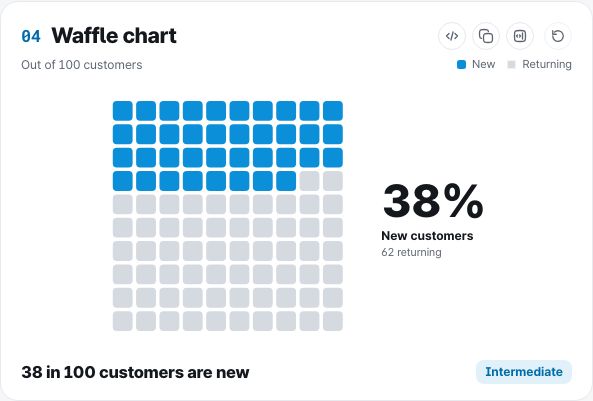 04 Waffle chart
Out of 100 customers
New
Returning
38%
New customers
62 returning
38 in 100 customers are new
Intermediate